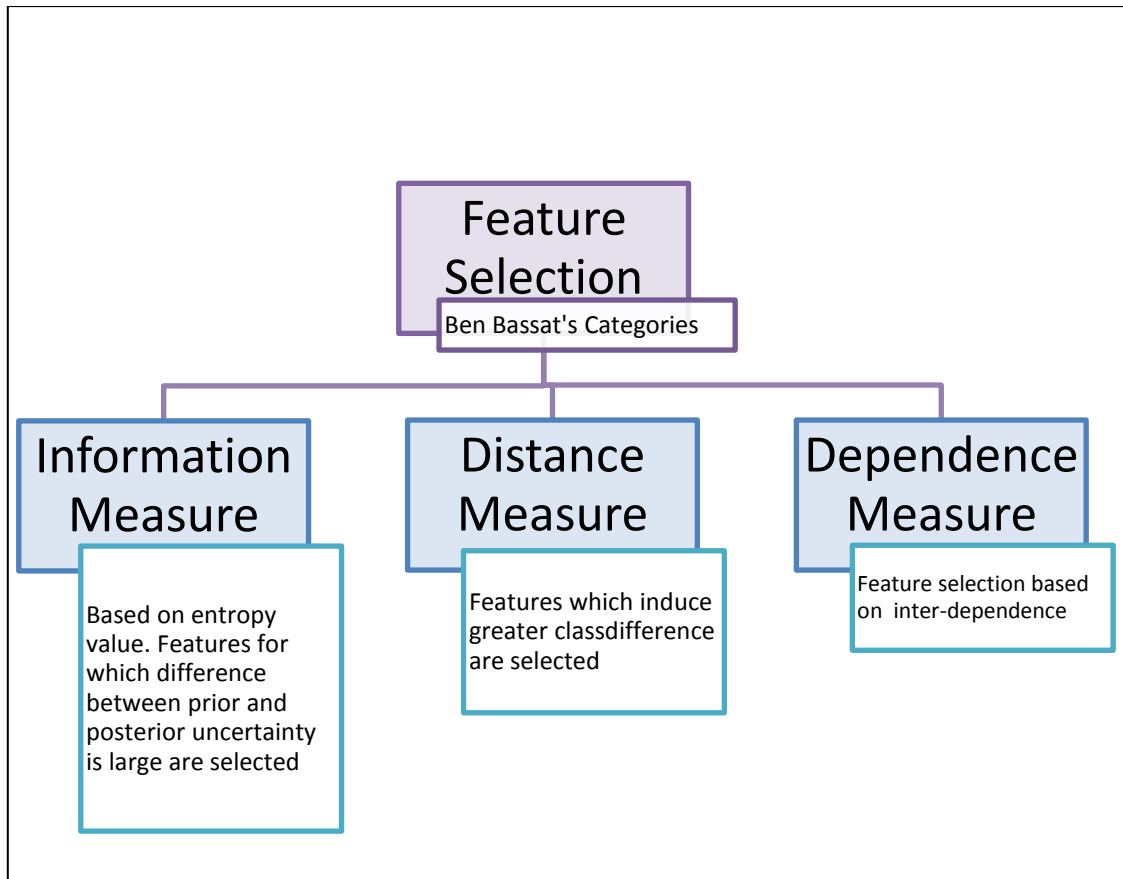 Feature
Selection
Ben Bassat's Categories
Information
Measure
Based on entropy
value. Features for
which difference
between prior and
posterior uncertainty
is large are selected
Distance
Measure
Features which induce
greater classdifference
are selected
Dependence
Measure
Feature selection based
on inter-dependence